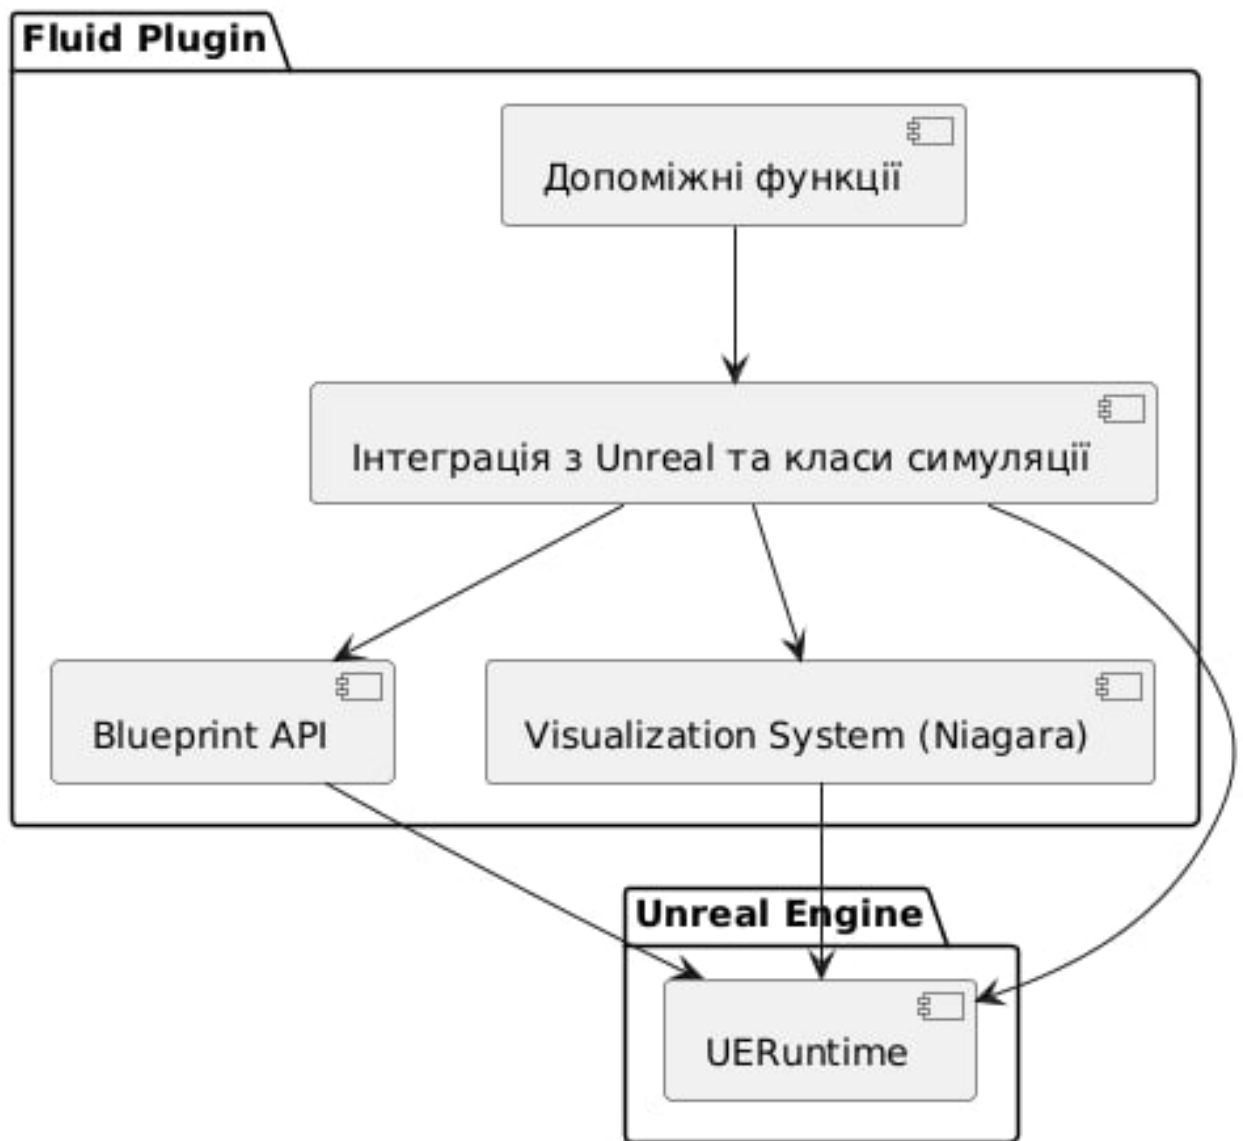 Fluid Plugin
Допоміжні функції
Інтеграція з Unreal та класи симуляції
Blueprint API
Visualization System (Niagara)
Unreal Engine
UERuntime